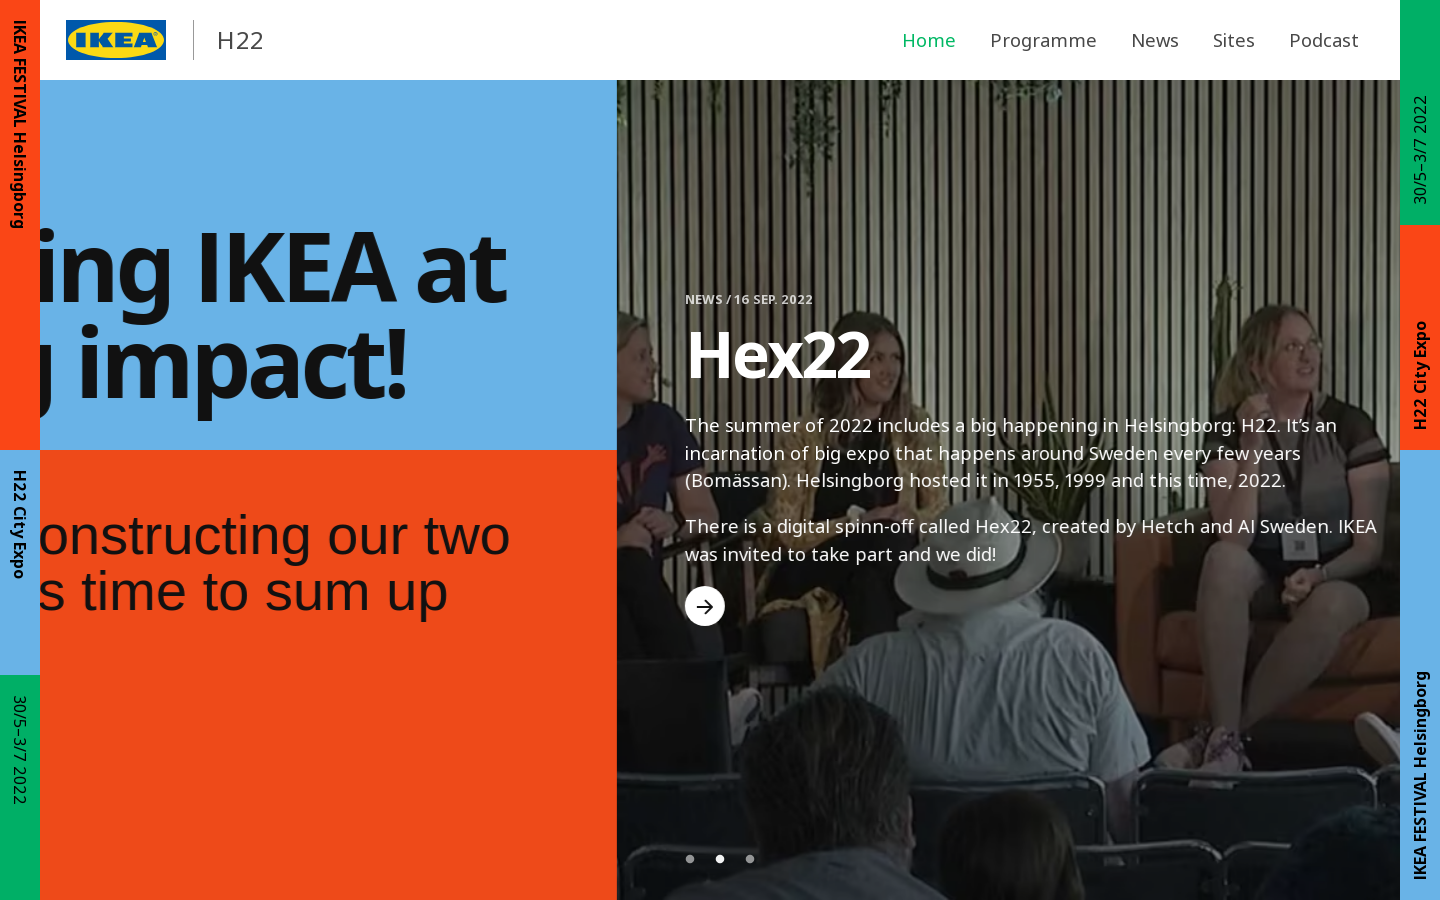 IKEA FESTIVAL Helsingborg
H22 City Expo
30/5–3/7 2022
IKEA
H22
Home
Programme
News
Sites
Podcast
ing IKEA at
impact!
onstructing our two
s time to sum up
NEWS / 16 SEP. 2022
Hex22
The summer of 2022 includes a big happening in Helsingborg: H22. It’s an
incarnation of big expo that happens around Sweden every few years
(Bomässan). Helsingborg hosted it in 1955, 1999 and this time, 2022.
There is a digital spinn-off called Hex22, created by Hetch and AI Sweden. IKEA
was invited to take part and we did!
30/5–3/7 2022
H22 City Expo
IKEA FESTIVAL Helsingborg